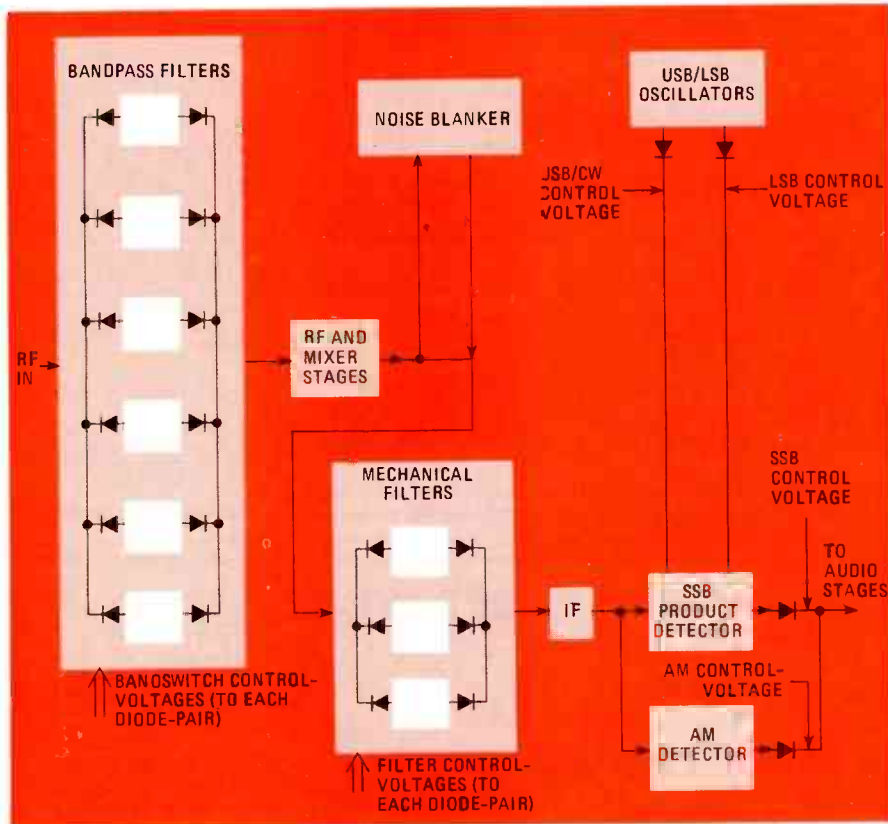 BANDPASS FILTERS
NOISE BLANKER
USB/LSB
OSCILLATORS
JSB/CW
CONTROL
VOLTAGE
LSB CONTROL
VOLTAGE
RF
IN
RF AND
MIXER
STAGES
MECHANICAL
FILTERS
SSB
CONTROL
VOLTAGE
TO
AUDIO
STAGES
IF
SSB
PRODUCT
DETECTOR
AM CONTROL-
VOLTAGE
AM
DETECTOR
BANOSWITCH CONTROL-
VOLTAGES (TO EACH
DIODE-PAIR)
FILTER CONTROL-
VOLTAGES (TO
EACH DIODE-PAIR)